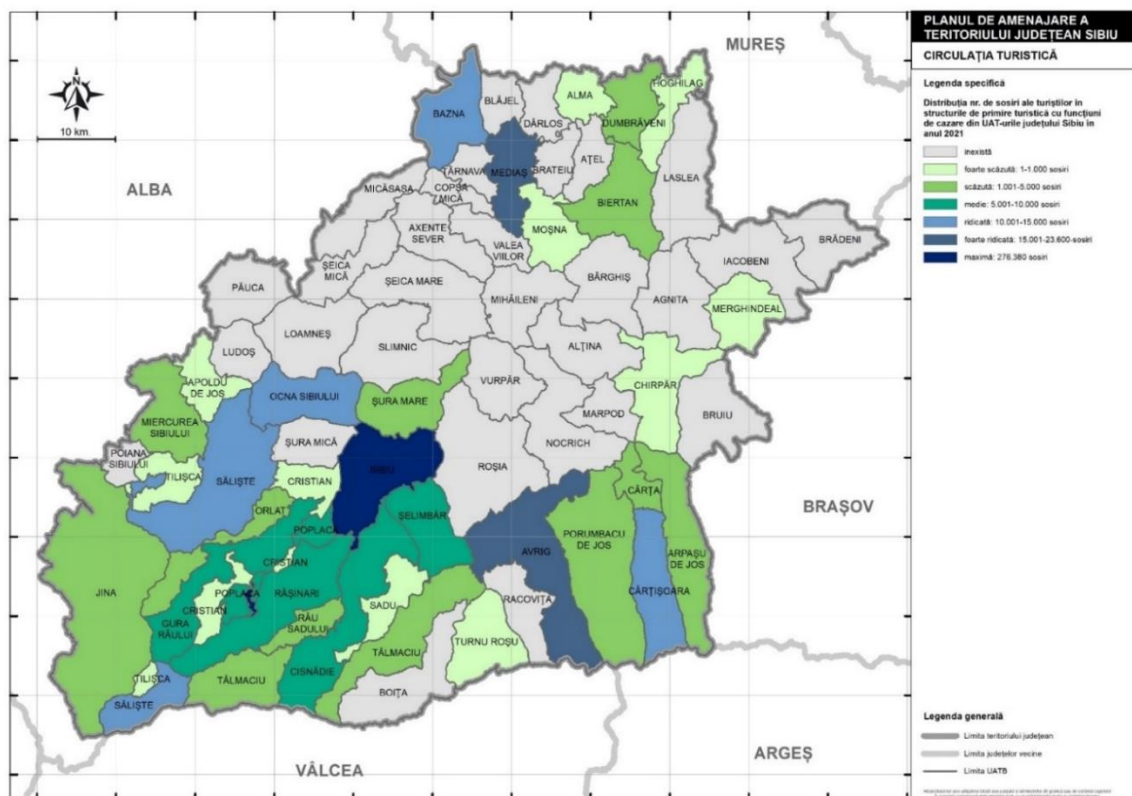 PLANUL DE AMENAJARE A
TERITORIULUI JUDEȚEAN SIBIU
CIRCULAȚIA TURISTICĂ
Legenda specifică
Distribuția nr. de sosiri ale turiștilor în
structurile de primire turistică cu funcțiuni
de cazare din UAT-urile județului Sibiu în
anul 2021
inexistă
foarte scăzută: 1-1.000 sosiri
scăzută: 1.001-5.000 sosiri
medie: 5.001-10.000 sosiri
ridicată: 10.001-15.000 sosiri
foarte ridicată: 15.001-23.600-sosiri
maximă: 276.380 sosiri
N
10 km.
MUREȘ
ALBA
BRAȘOV
ARGEȘ
VÂLCEA
BAZNA
BLĂJEL
ALMA
HOGHILAG
DÂRLOS
DUMBRĂVENI
TÂRNAVA
MEDIAȘ
BRATEIU
AȚEL
LASLEA
MICĂSASA
COPȘA
MICĂ
BIERTAN
AXENTE
SEVER
MOȘNA
VALEA
VIILOR
BRĂDENI
IACOBENI
ȘEICA
MICĂ
ȘEICA MARE
BÂRGHIȘ
PĂUCA
MIHĂILENI
AGNITA
MERGHINDEAL
LOAMNEȘ
LUDOȘ
SLIMNIC
ALȚINA
APOLDU
DE JOS
VURPĂR
CHIRPĂR
OCNA SIBIULUI
ȘURA MARE
MARPOD
BRUIU
MIERCUREA
SIBIULUI
ȘURA MICĂ
NOCRICH
POIANA
SIBIULUI
TILIȘCA
SĂLIȘTE
CRISTIAN
SIBIU
ROȘIA
ORLAT
ȘELIMBĂR
CÂRȚA
POPLACA
AVRIG
PORUMBACU
DE JOS
ARPAȘU
DE JOS
CRISTIAN
JINA
POPLACA
RĂȘINARI
CÂRȚIȘOARA
CRISTIAN
SADU
RACOVIȚA
GURA
RÂULUI
RÂU
SADULUI
TURNU ROȘU
TĂLMACIU
CISNĂDIE
TILIȘCA
TĂLMACIU
BOIȚA
SĂLIȘTE
Legenda generală
Limita teritoriului județean
Limita județelor vecine
Limita UATB